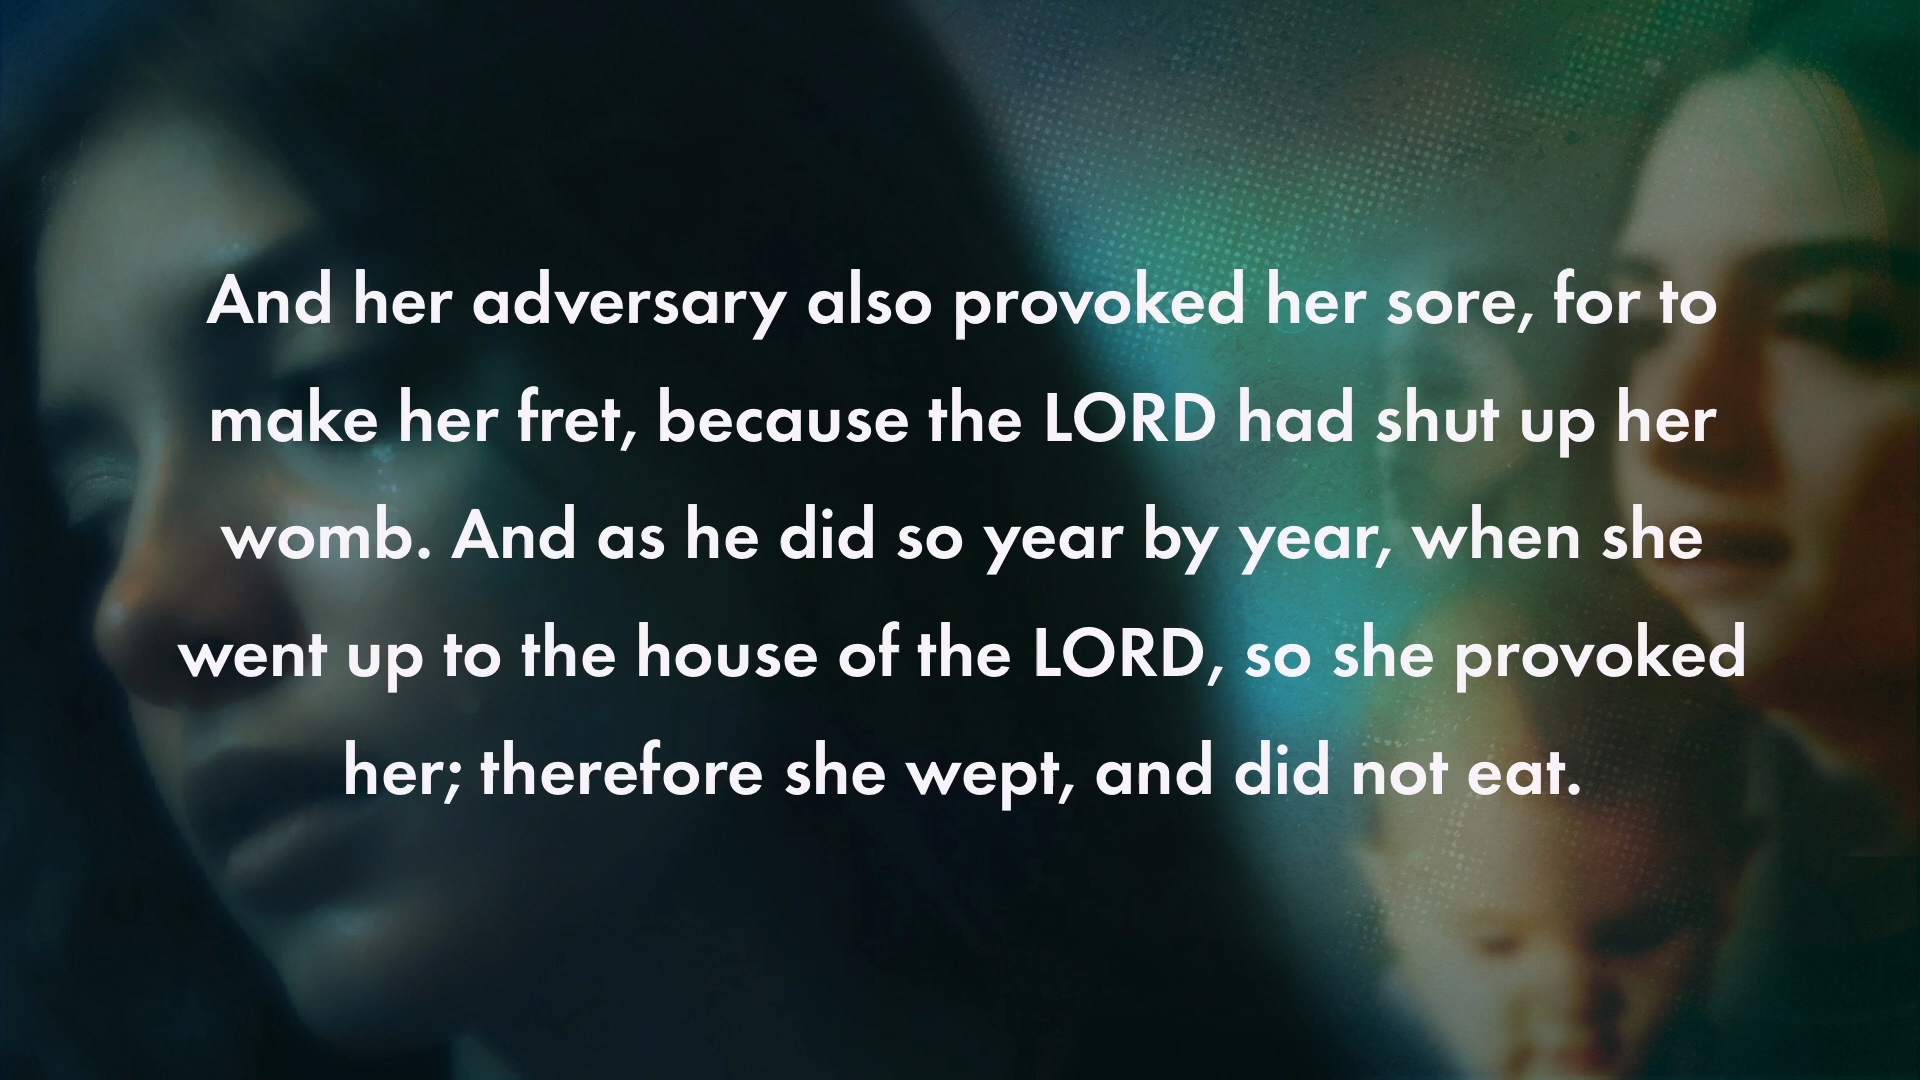 And her adversary also provoked her sore, for to
make her fret, because the LORD had shut up her
womb. And as he did so year by year, when she
went up to the house of the LORD, so she provoked
her; therefore she wept, and did not eat.